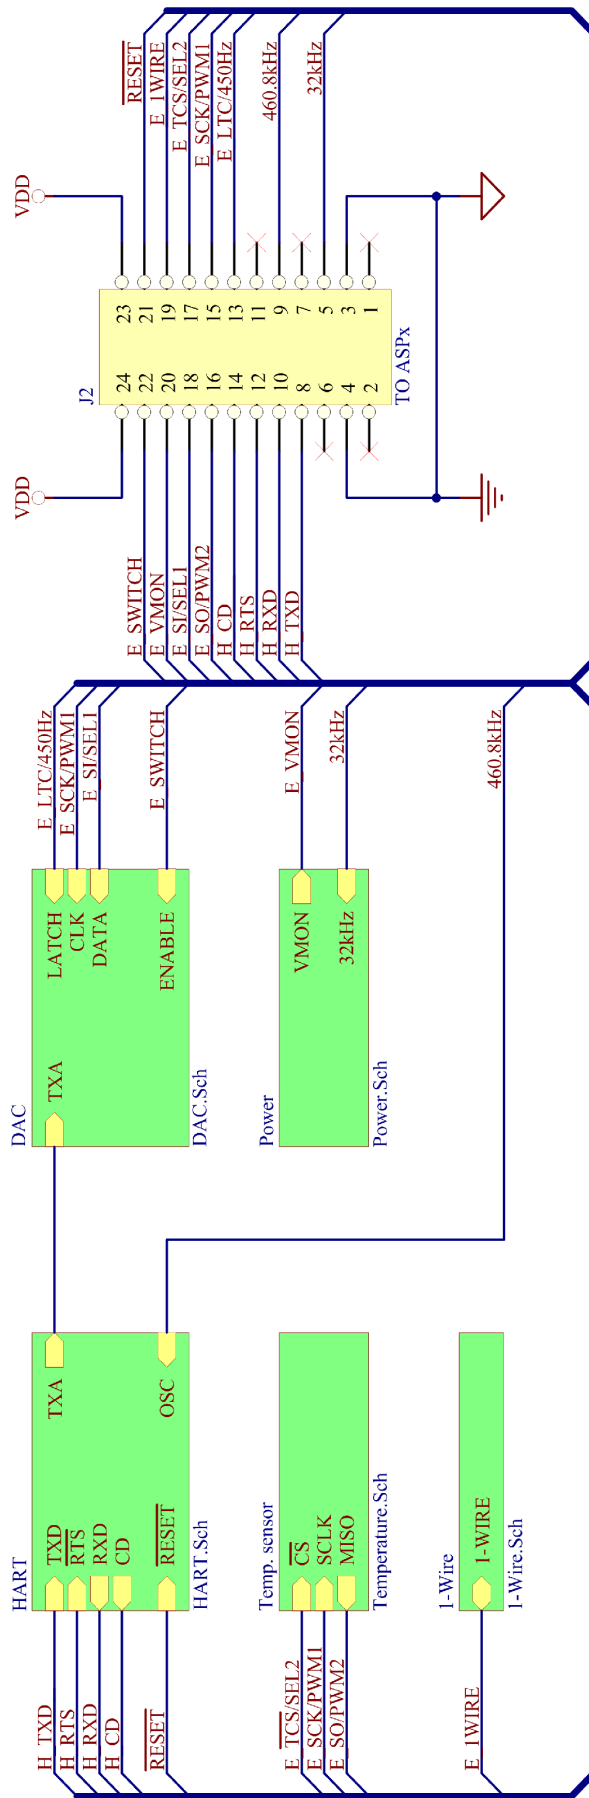 HART
H_TXD
H_RTS
H_RXD
H_CD
RESET
TXD
RTS
RXD
CD
RESET
TXA
OSC
HART.Sch
DAC
TXA
LATCH
CLK
DATA
ENABLE
DAC.Sch
E_LTC/450Hz
E_SCK/PWM1
E_SI/SEL1
E_SWITCH
Temp. sensor
E_TCS/SEL2
E_SCK/PWM1
E_SO/PWM2
CS
SCLK
MISO
Temperature.Sch
Power
VMON
32kHz
Power.Sch
E_VMON
32kHz
460.8kHz
1-Wire
E_1WIRE
1-WIRE
1-Wire.Sch
VDD
VDD
J2
E_SWITCH
E_VMON
E_SI/SEL1
E_SO/PWM2
H_CD
H_RTS
H_RXD
H_TXD
24 23
22 21
20 19
18 17
16 15
14 13
12 11
10 9
8 7
6 5
4 3
2 1
TO ASPx
RESET
E_1WIRE
E_TCS/SEL2
E_SCK/PWM1
E_LTC/450Hz
460.8kHz
32kHz